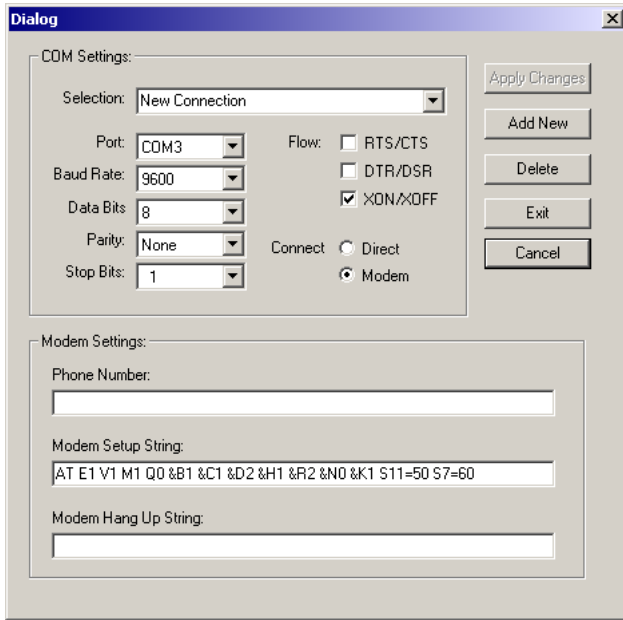 Dialog
COM Settings:
Selection: New Connection
Port: COM3
Baud Rate: 9600
Data Bits 8
Parity: None
Stop Bits: 1
Flow: RTS/CTS
DTR/DSR
XON/XOFF
Connect Direct
Modem
Apply Changes
Add New
Delete
Exit
Cancel
Modem Settings:
Phone Number:
Modem Setup String:
AT E1 V1 M1 Q0 &B1 &C1 &D2 &H1 &R2 &N0 &K1 S11=50 S7=60
Modem Hang Up String: